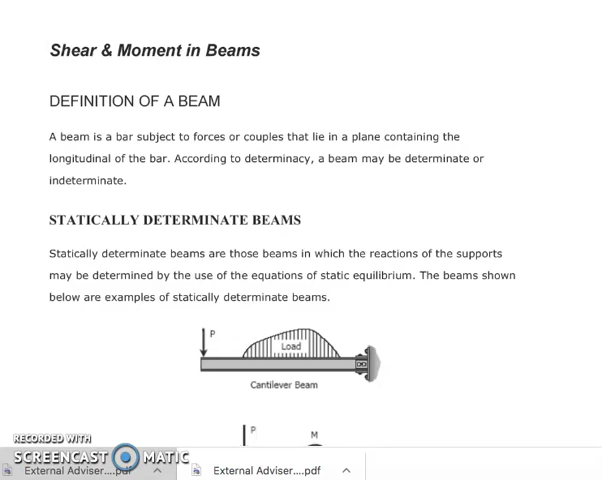 Shear & Moment in Beams
DEFINITION OF A BEAM
A beam is a bar subject to forces or couples that lie in a plane containing the
longitudinal of the bar. According to determinacy, a beam may be determinate or
indeterminate.
STATICALLY DETERMINATE BEAMS
Statically determinate beams are those beams in which the reactions of the supports
may be determined by the use of the equations of static equilibrium. The beams shown
below are examples of statically determinate beams.
P
Load
Cantilever Beam
P M
RECORDED WITH
SCREENCAST MATIC
External Adviser....pdf External Adviser....pdf